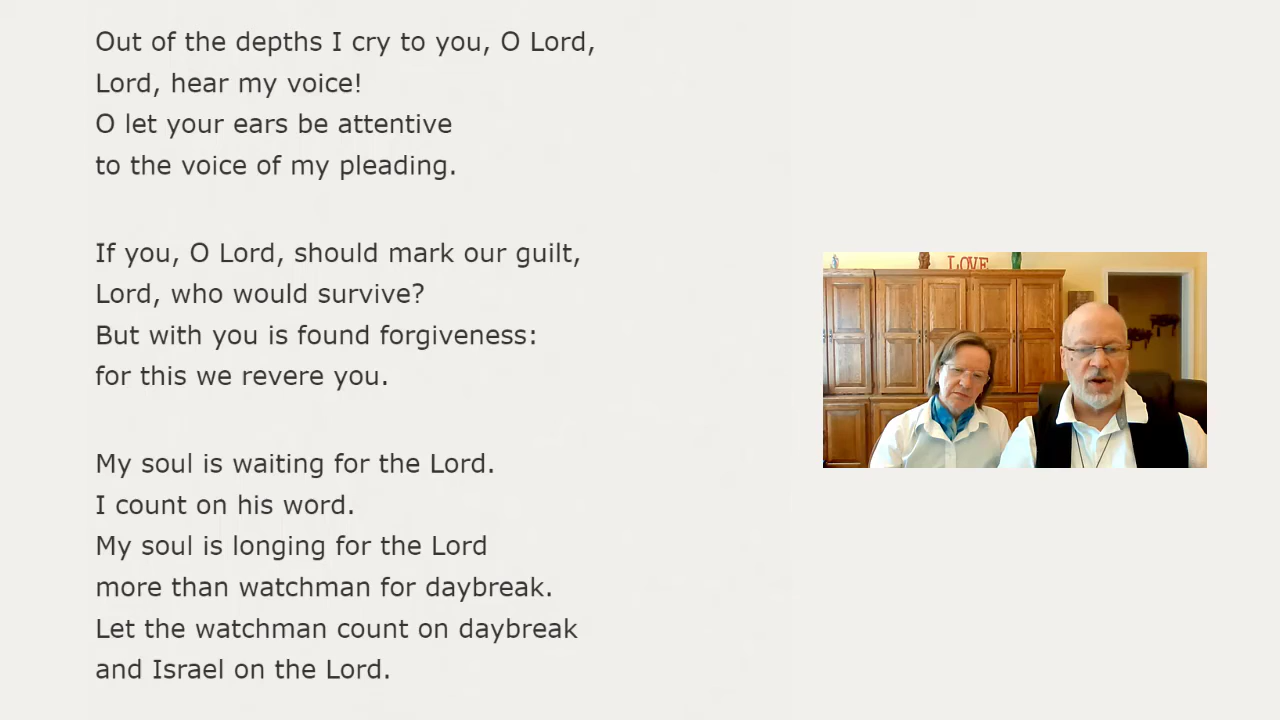 Out of the depths I cry to you, O Lord,
Lord, hear my voice!
O let your ears be attentive
to the voice of my pleading.
If you, O Lord, should mark our guilt,
Lord, who would survive?
But with you is found forgiveness:
for this we revere you.
My soul is waiting for the Lord.
I count on his word.
My soul is longing for the Lord
more than watchman for daybreak.
Let the watchman count on daybreak
and Israel on the Lord.
LOVE